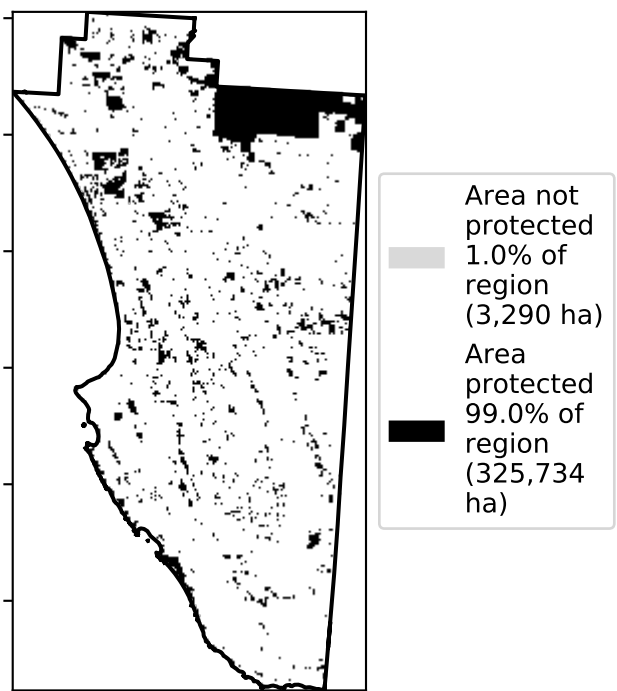 Area not
protected
1.0% of
region
(3,290 ha)
Area
protected
99.0% of
region
(325,734
ha)